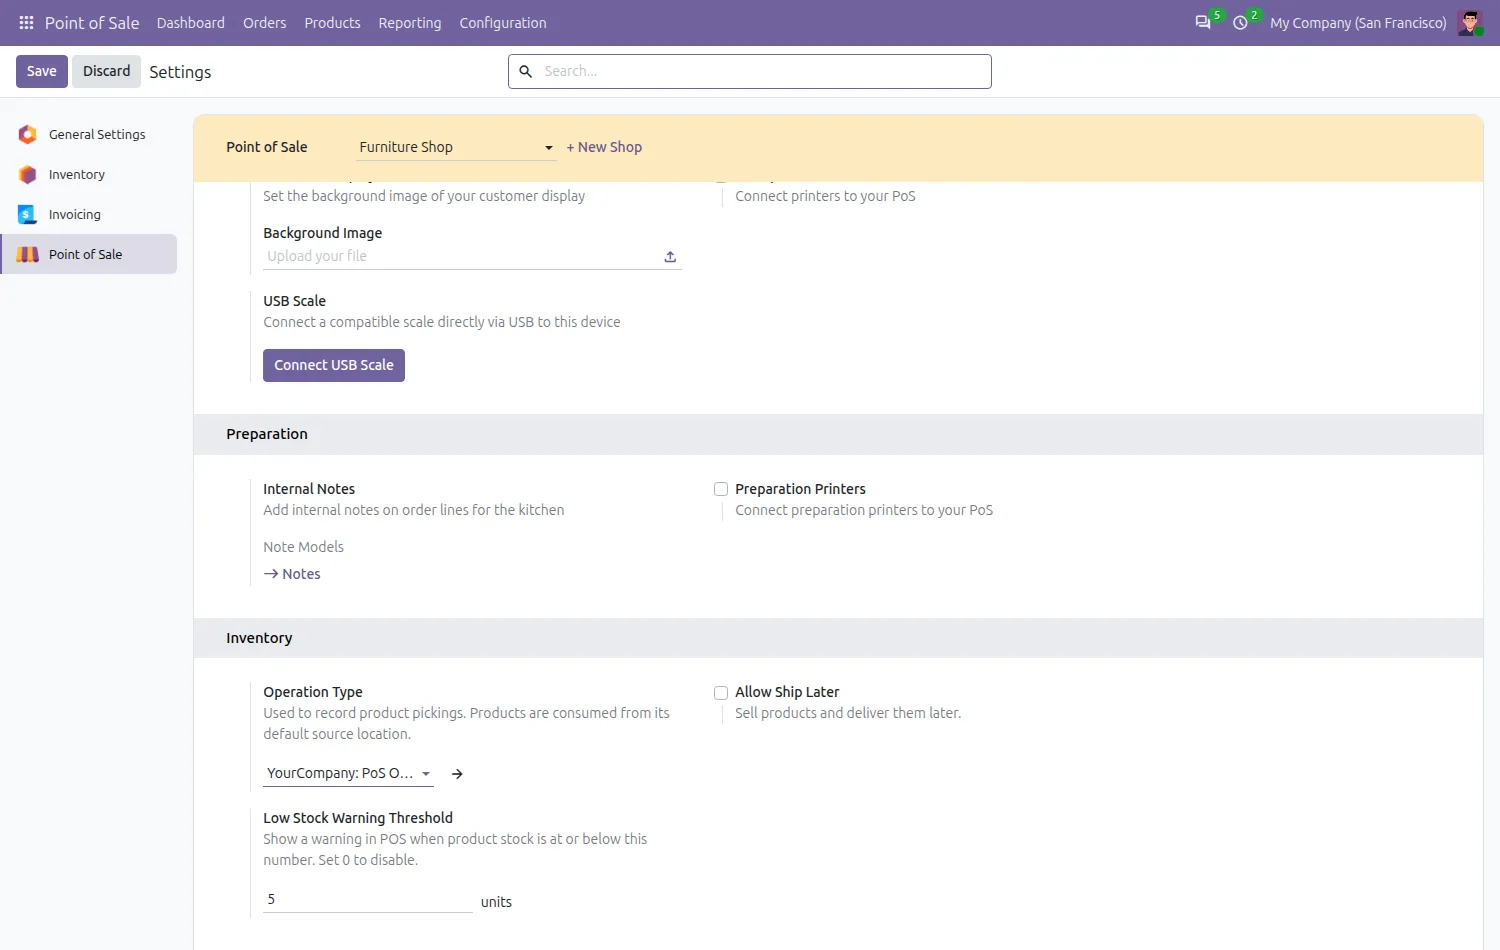 Point of Sale Dashboard Orders Products Reporting Configuration 5 2 My Company (San Francisco)
Save Discard Settings Search...
General Settings
Inventory
Invoicing
Point of Sale
Point of Sale Furniture Shop + New Shop
Set the background image of your customer display
Connect printers to your PoS
Background Image
Upload your file
USB Scale
Connect a compatible scale directly via USB to this device
Connect USB Scale
Preparation
Internal Notes
Add internal notes on order lines for the kitchen
Note Models
→ Notes
Preparation Printers
Connect preparation printers to your PoS
Inventory
Operation Type
Used to record product pickings. Products are consumed from its
default source location.
YourCompany: PoS O...
Allow Ship Later
Sell products and deliver them later.
Low Stock Warning Threshold
Show a warning in POS when product stock is at or below this
number. Set 0 to disable.
5 units